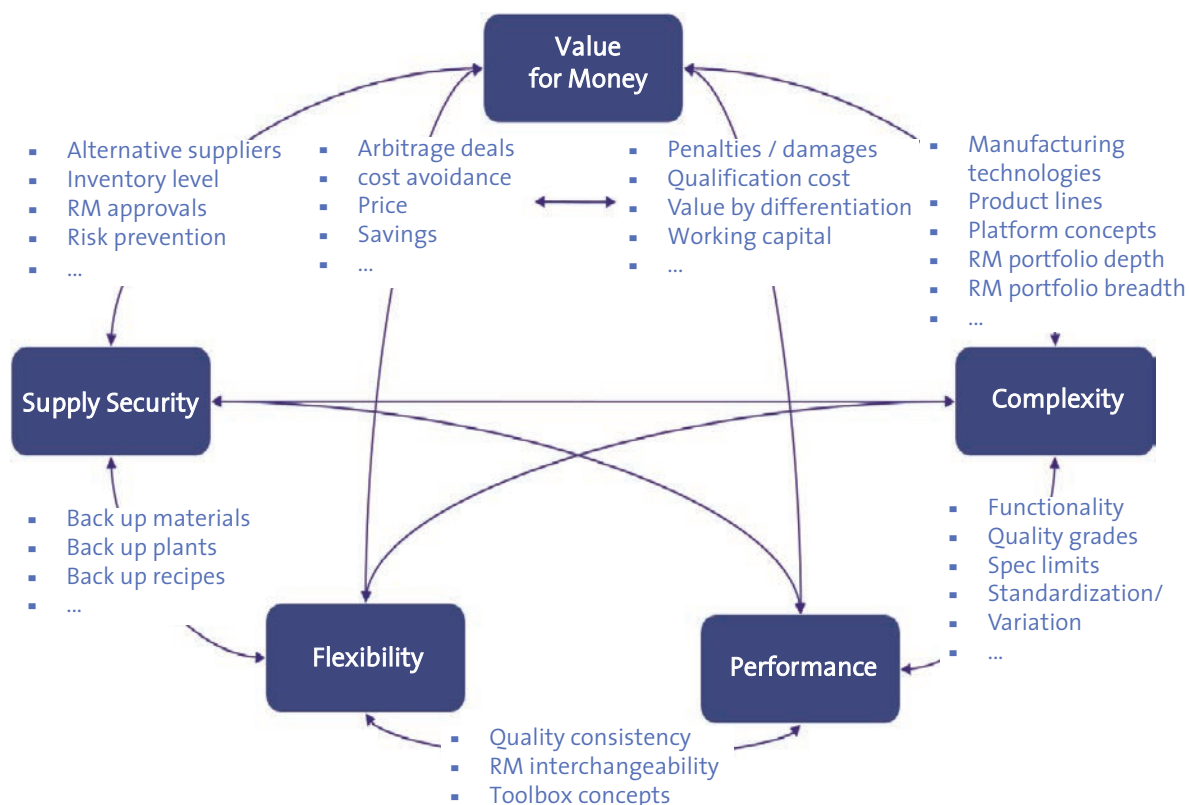 Value
for Money
▪ Alternative suppliers
▪ Inventory level
▪ RM approvals
▪ Risk prevention
▪ ...
▪ Arbitrage deals
▪ cost avoidance
▪ Price
▪ Savings
▪ ...
▪ Penalties / damages
▪ Qualification cost
▪ Value by differentiation
▪ Working capital
▪ ...
▪ Manufacturing
technologies
▪ Product lines
▪ Platform concepts
▪ RM portfolio depth
▪ RM portfolio breadth
▪ ...
Supply Security
Complexity
▪ Back up materials
▪ Back up plants
▪ Back up recipes
▪ ...
▪ Functionality
▪ Quality grades
▪ Spec limits
▪ Standardization/
▪ Variation
▪ ...
Flexibility
Performance
▪ Quality consistency
▪ RM interchangeability
▪ Toolbox concepts